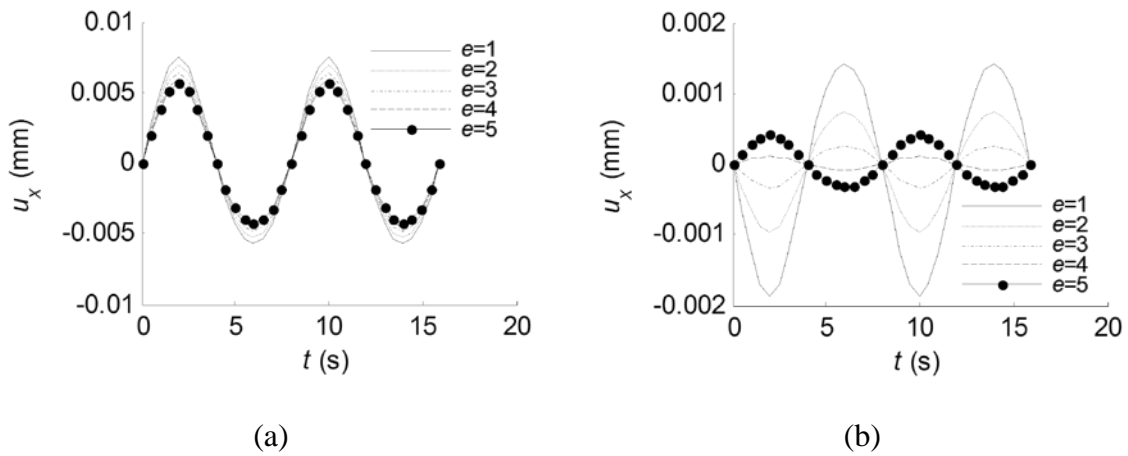 0.01
0.005
0
-0.005
-0.01
u_x (mm)
0 5 10 15 20
t (s)
e=1
e=2
e=3
e=4
e=5
(a)
0.002
0.001
0
-0.001
-0.002
u_x (mm)
0 5 10 15 20
t (s)
e=1
e=2
e=3
e=4
e=5
(b)